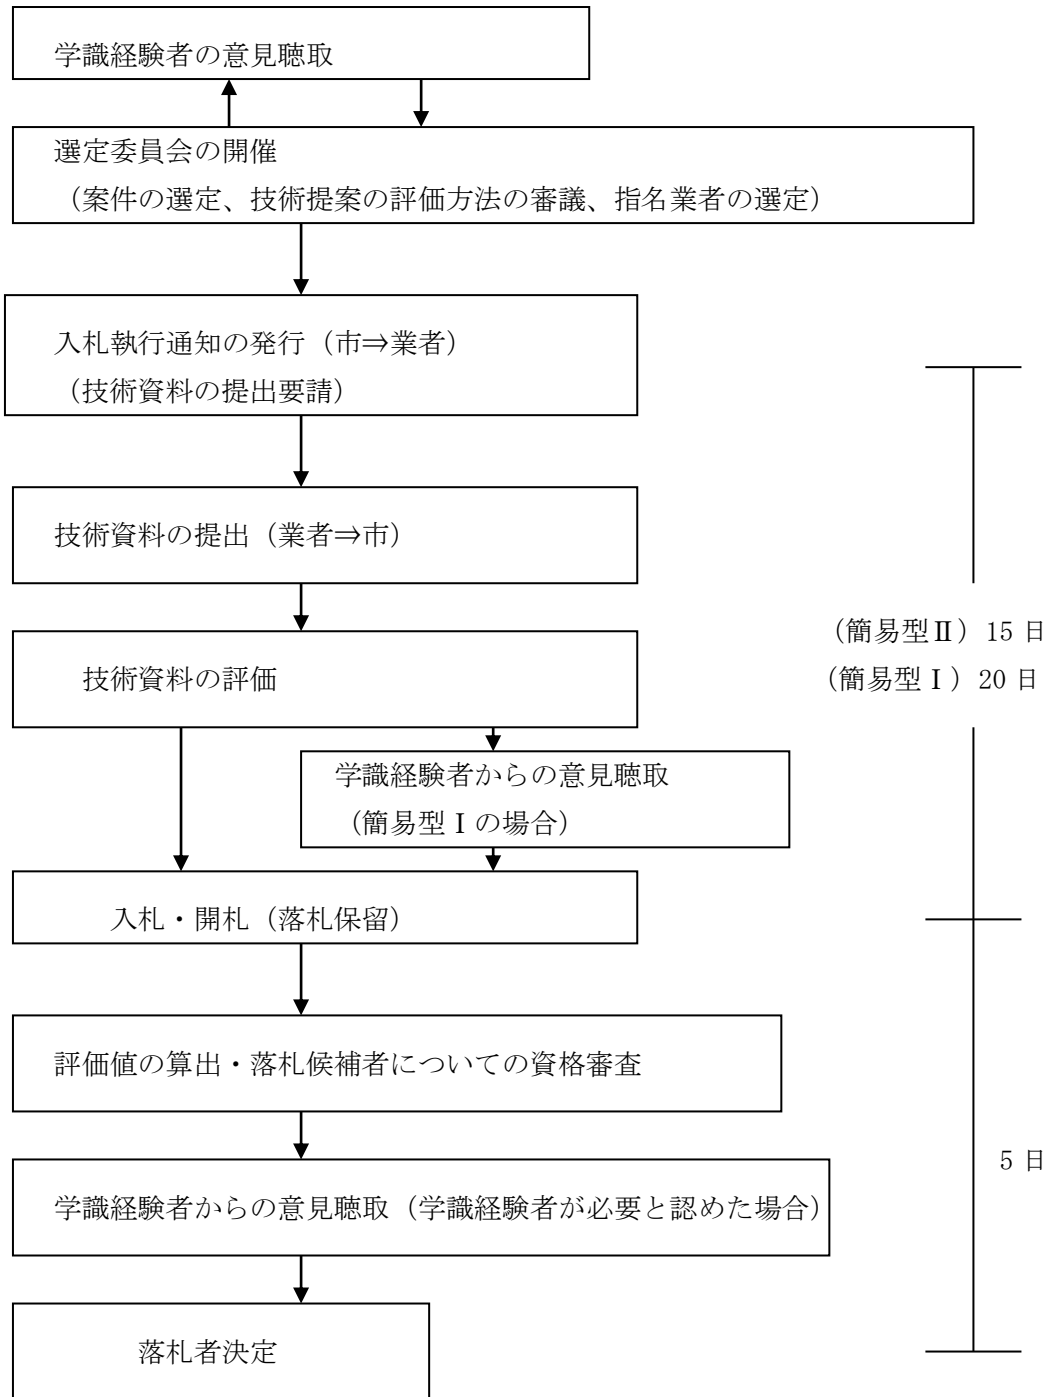 学識経験者の意見聴取
選定委員会の開催
（案件の選定、技術提案の評価方法の審議、指名業者の選定）
入札執行通知の発行（市⇒業者）
（技術資料の提出要請）
技術資料の提出（業者⇒市）
（簡易型Ⅱ）15 日
（簡易型Ⅰ）20 日
技術資料の評価
学識経験者からの意見聴取
（簡易型Ⅰの場合）
入札・開札（落札保留）
評価値の算出・落札候補者についての資格審査
5 日
学識経験者からの意見聴取（学識経験者が必要と認めた場合）
落札者決定